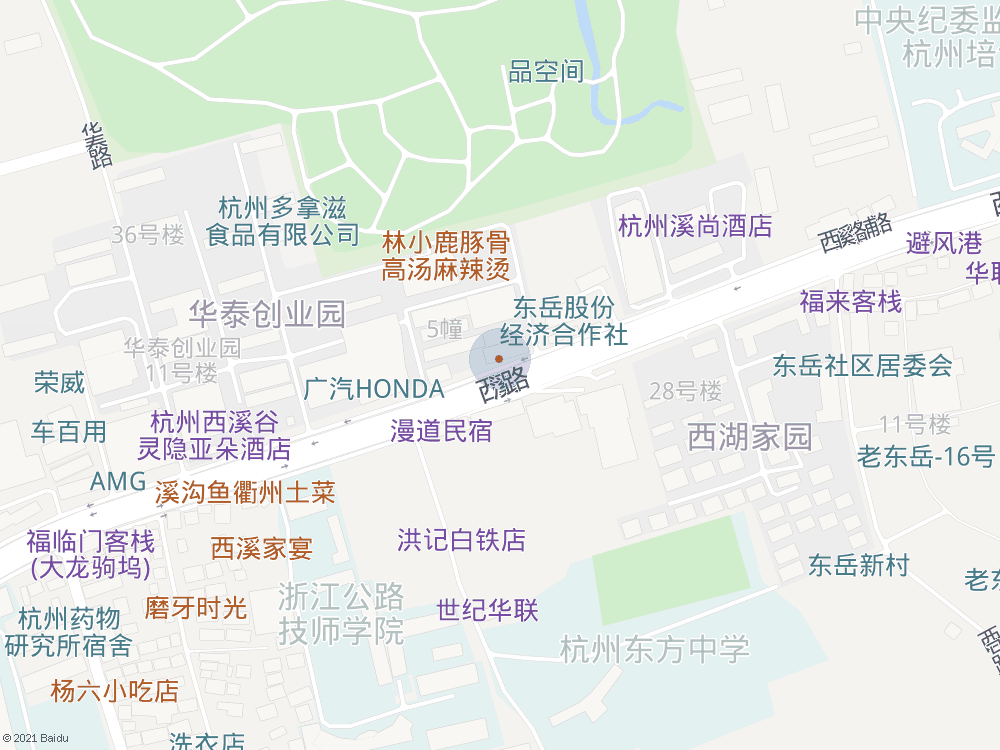 中央纪委监
杭州培
品空间
华泰路
杭州多拿滋
食品有限公司
36号楼
杭州溪尚酒店
西溪路辅路
避风港
林小鹿豚骨
高汤麻辣烫
华联
福来客栈
东岳股份
经济合作社
华泰创业园
5幢
华泰创业园
11号楼
东岳社区居委会
荣威
广汽HONDA
西溪路
28号楼
杭州西溪谷
灵隐亚朵酒店
车百用
漫道民宿
11号楼
西湖家园
老东岳-16号
AMG
溪沟鱼衢州土菜
福临门客栈
(大龙驹坞)
西溪家宴
洪记白铁店
东岳新村
老东
浙江公路
技师学院
磨牙时光
世纪华联
杭州药物
研究所宿舍
杭州东方中学
西
路
杨六小吃店
洗衣店
© 2021 Baidu